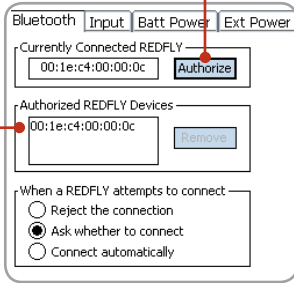 Bluetooth Input Batt Power Ext Power
Currently Connected REDFLY
00:1e:c4:00:00:0c Authorize
Authorized REDFLY Devices
00:1e:c4:00:00:0c
Remove
When a REDFLY attempts to connect
Reject the connection
Ask whether to connect
Connect automatically